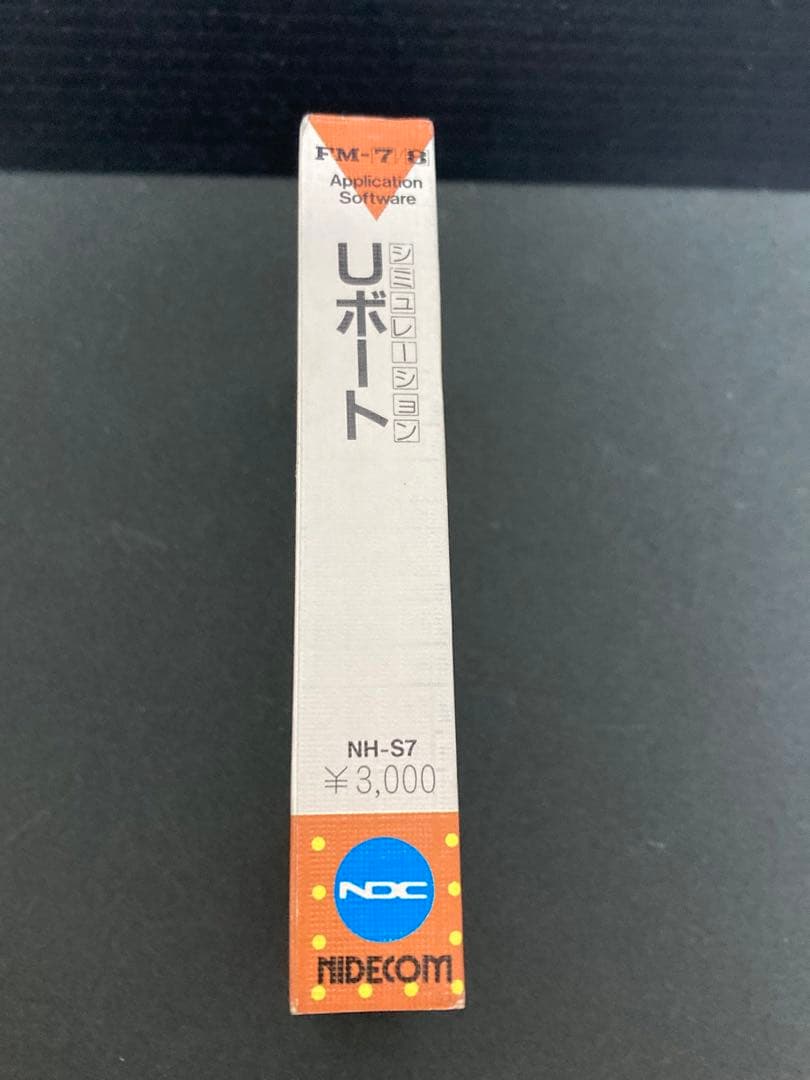 FM-7/8
Application
Software
シミュレーション
Uボート
NH-S7
¥3,000
NDC
NIDECOM